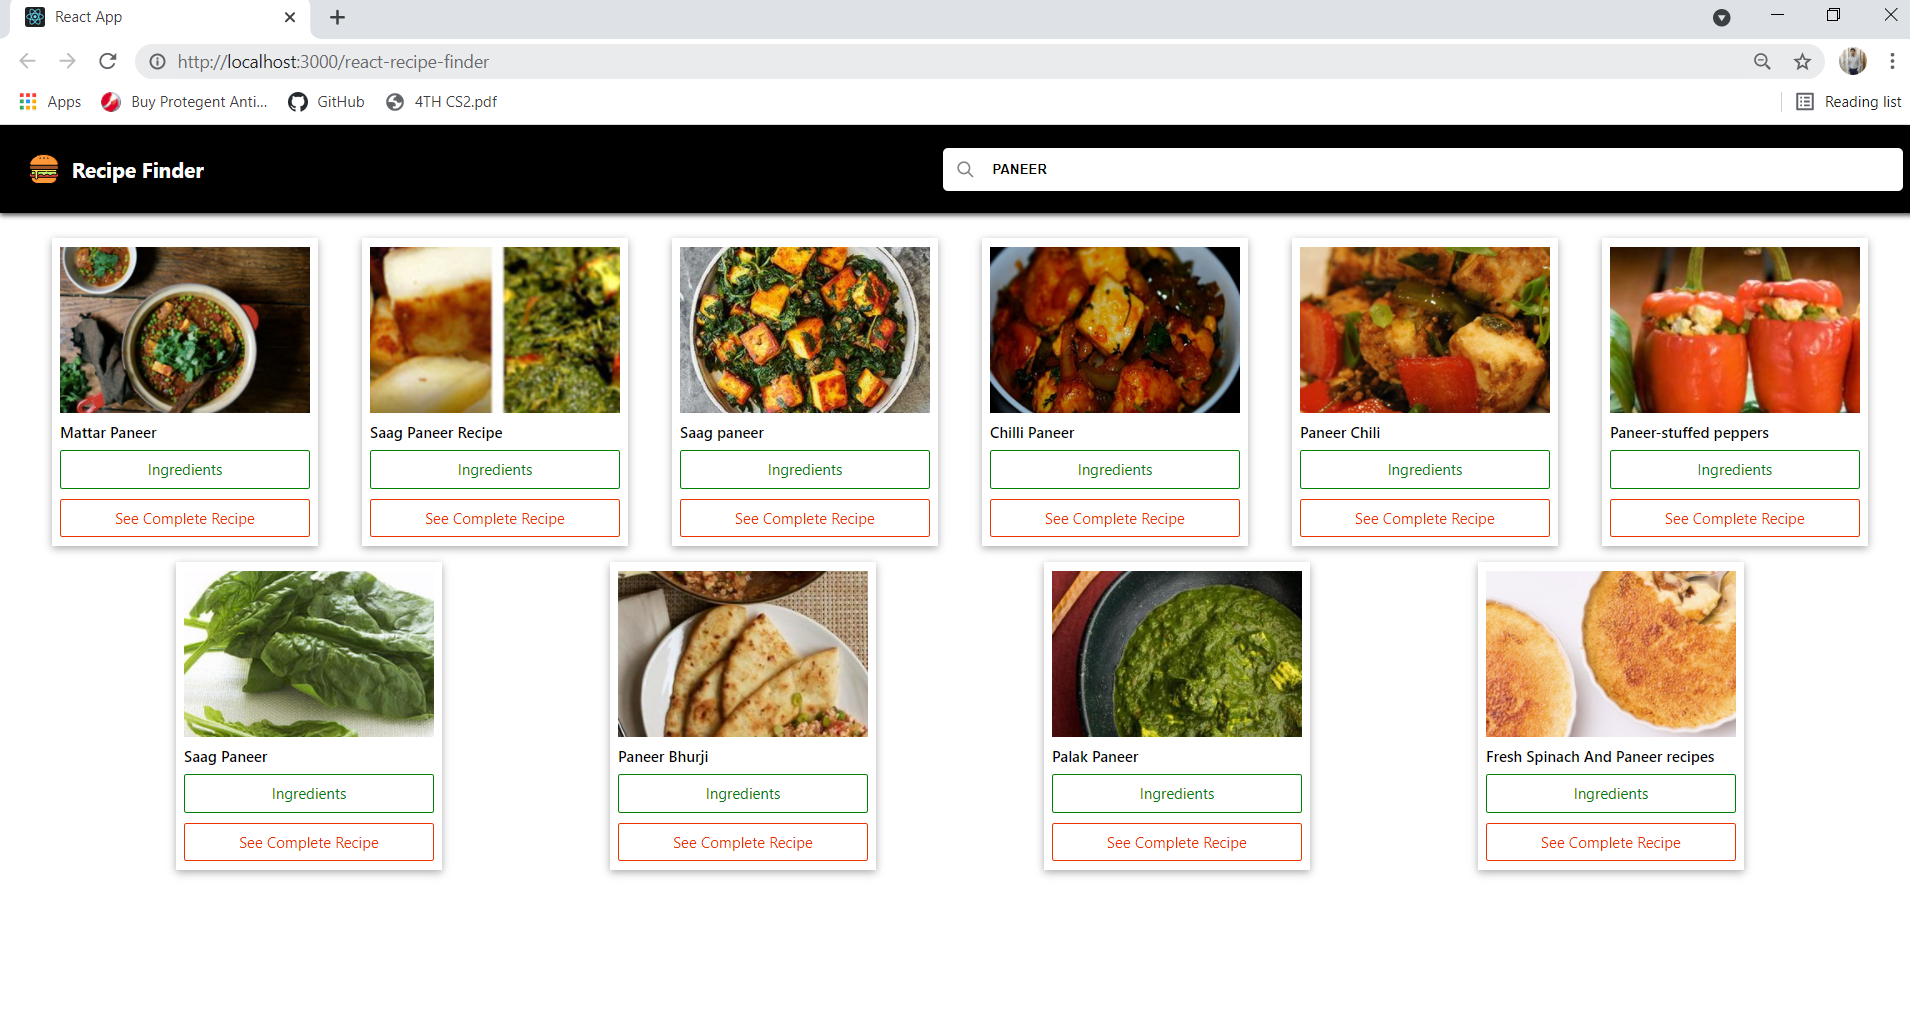 React App
http://localhost:3000/react-recipe-finder
Apps
Buy Protegent Anti...
GitHub
4TH CS2.pdf
Reading list
Recipe Finder
PANEER
Mattar Paneer
Ingredients
See Complete Recipe
Saag Paneer Recipe
Ingredients
See Complete Recipe
Saag paneer
Ingredients
See Complete Recipe
Chilli Paneer
Ingredients
See Complete Recipe
Paneer Chili
Ingredients
See Complete Recipe
Paneer-stuffed peppers
Ingredients
See Complete Recipe
Saag Paneer
Ingredients
See Complete Recipe
Paneer Bhurji
Ingredients
See Complete Recipe
Palak Paneer
Ingredients
See Complete Recipe
Fresh Spinach And Paneer recipes
Ingredients
See Complete Recipe